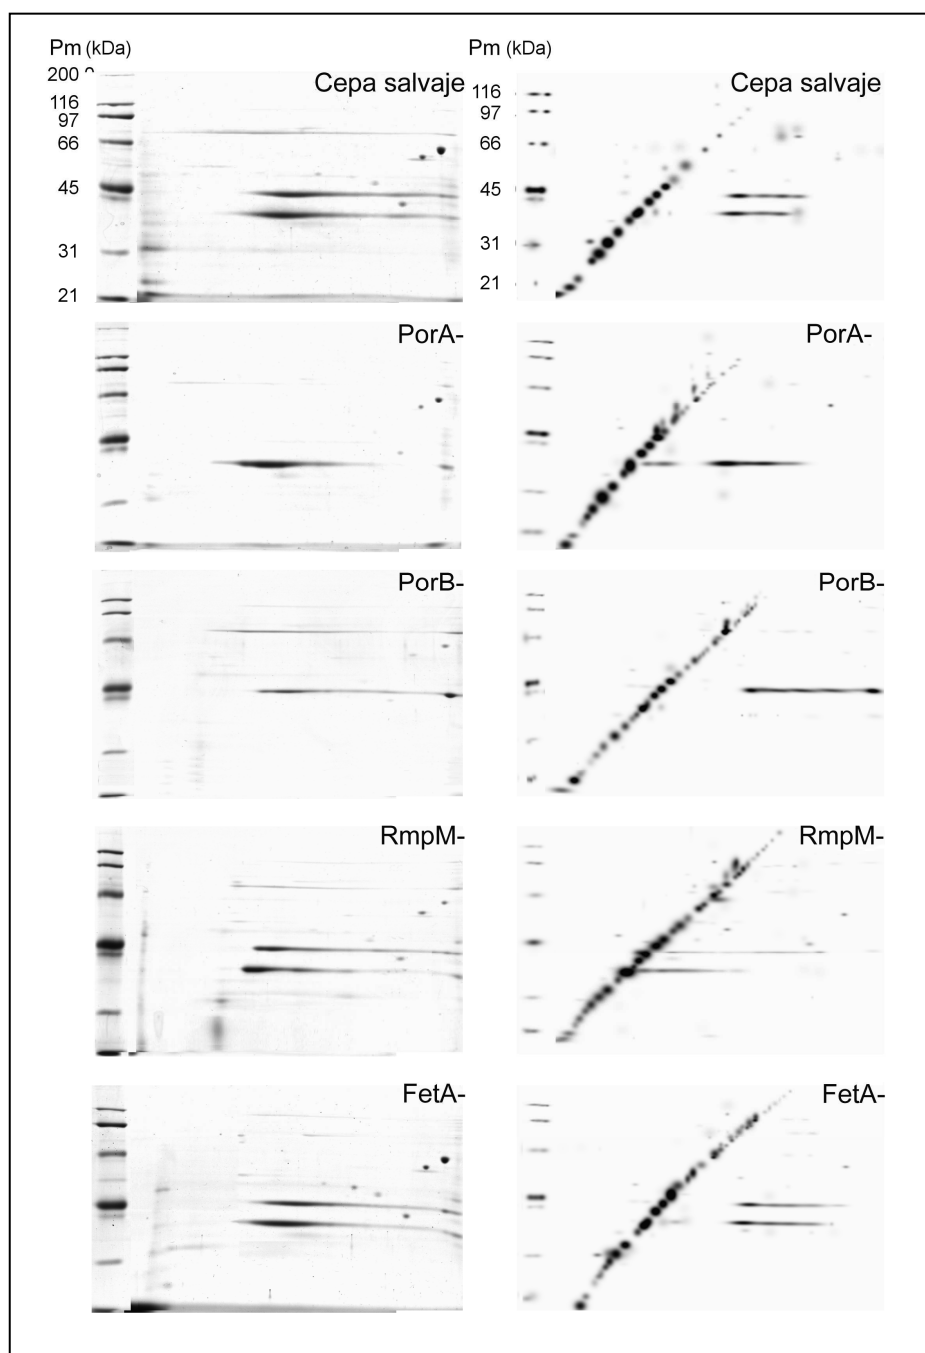 Pm (kDa)
Pm (kDa)
Cepa salvaje
Cepa salvaje
200
116
97
66
45
31
21
116
97
66
45
31
21
PorA-
PorA-
PorB-
PorB-
RmpM-
RmpM-
FetA-
FetA-